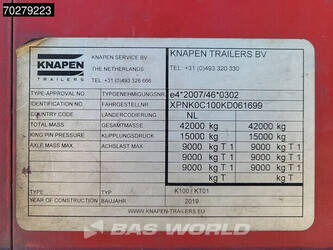 70279223
KNAPEN
TRAILERS
KNAPEN SERVICE BV
THE NETHERLANDS
TEL. +31(0)493 326 666
KNAPEN TRAILERS BV
TEL. +31 (0)493 320 330
TYPE-APPROVAL TYPGENEHMIGUNGSNR. e4*2007/46*0302
IDENTIFICATION NO FAHRGESTELLNR XPNK0C100KD061699
COUNTRY CODE LÄNDERCODIERUNG NL
TOTAL MASS GESAMTMASSE 42000 kg 42000 kg
KING PIN PRESSURE KUPPLUNGSDRUCK 15000 kg 15000 kg
AXLE MASS MAX. ACHSLAST MAX 9000 kg T 1 9000 kg T 1
9000 kg T 1 9000 kg T 1
9000 kg T 1 9000 kg T 1
kg T kg T
TYPE TYP K100 / KT01
YEAR OF CONSTR. BAUJAHR 2019
WWW.KNAPEN-TRAILERS.EU
BAS WORLD